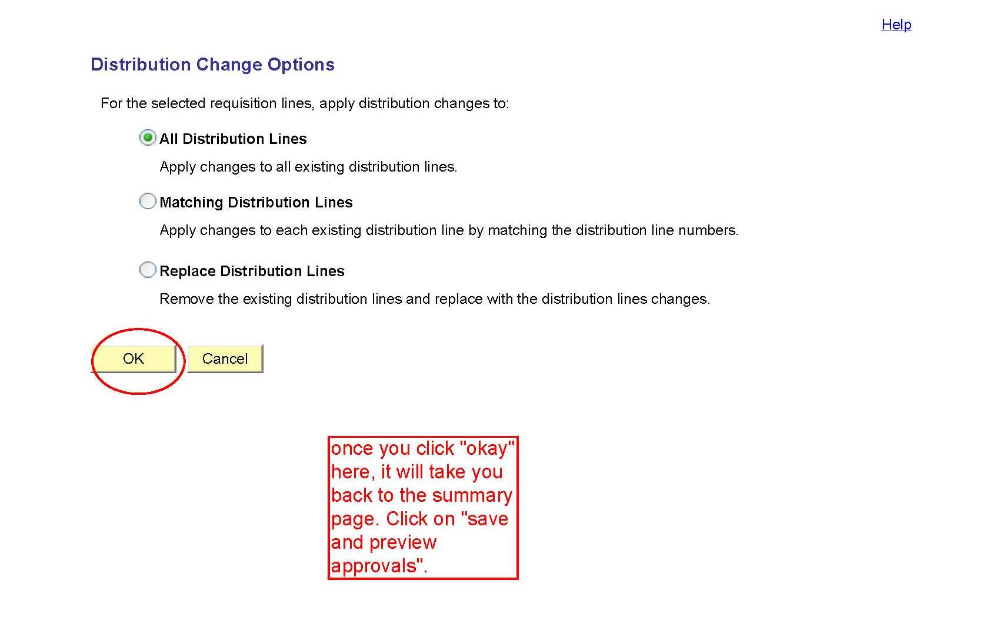 Help
Distribution Change Options
For the selected requisition lines, apply distribution changes to:
All Distribution Lines
Apply changes to all existing distribution lines.
Matching Distribution Lines
Apply changes to each existing distribution line by matching the distribution line numbers.
Replace Distribution Lines
Remove the existing distribution lines and replace with the distribution lines changes.
OK Cancel
once you click "okay"
here, it will take you
back to the summary
page. Click on "save
and preview
approvals".